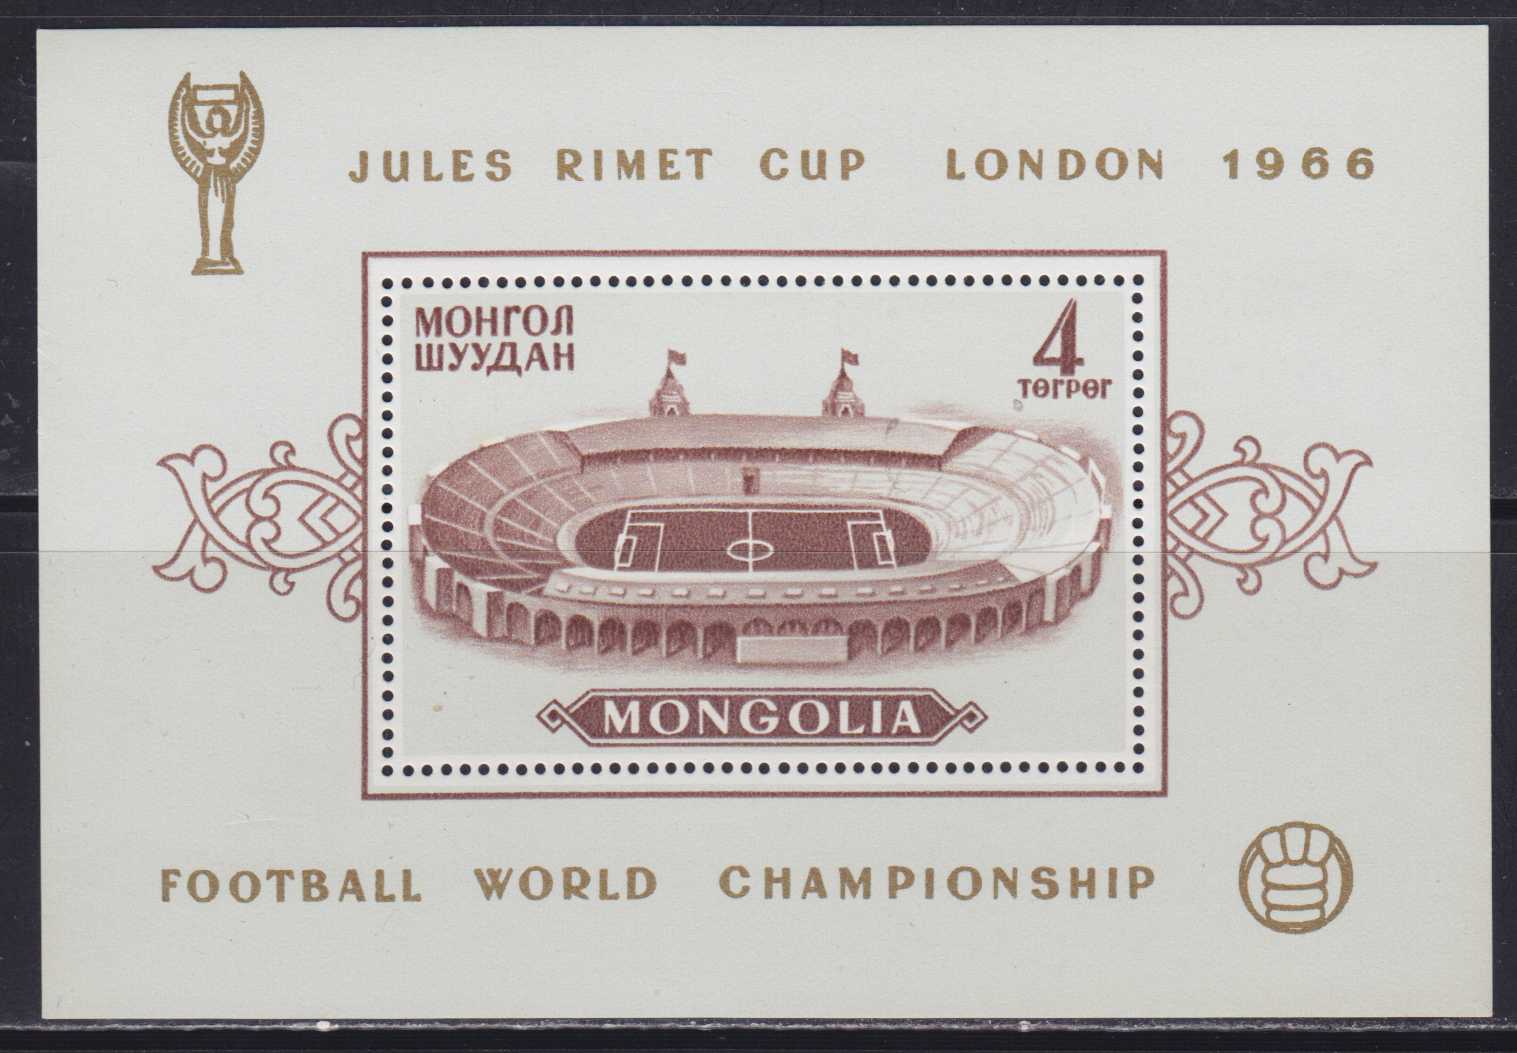 JULES RIMET CUP LONDON 1966
МОНГОЛ
ШУУДАН
4
ТӨГРӨГ
MONGOLIA
FOOTBALL WORLD CHAMPIONSHIP